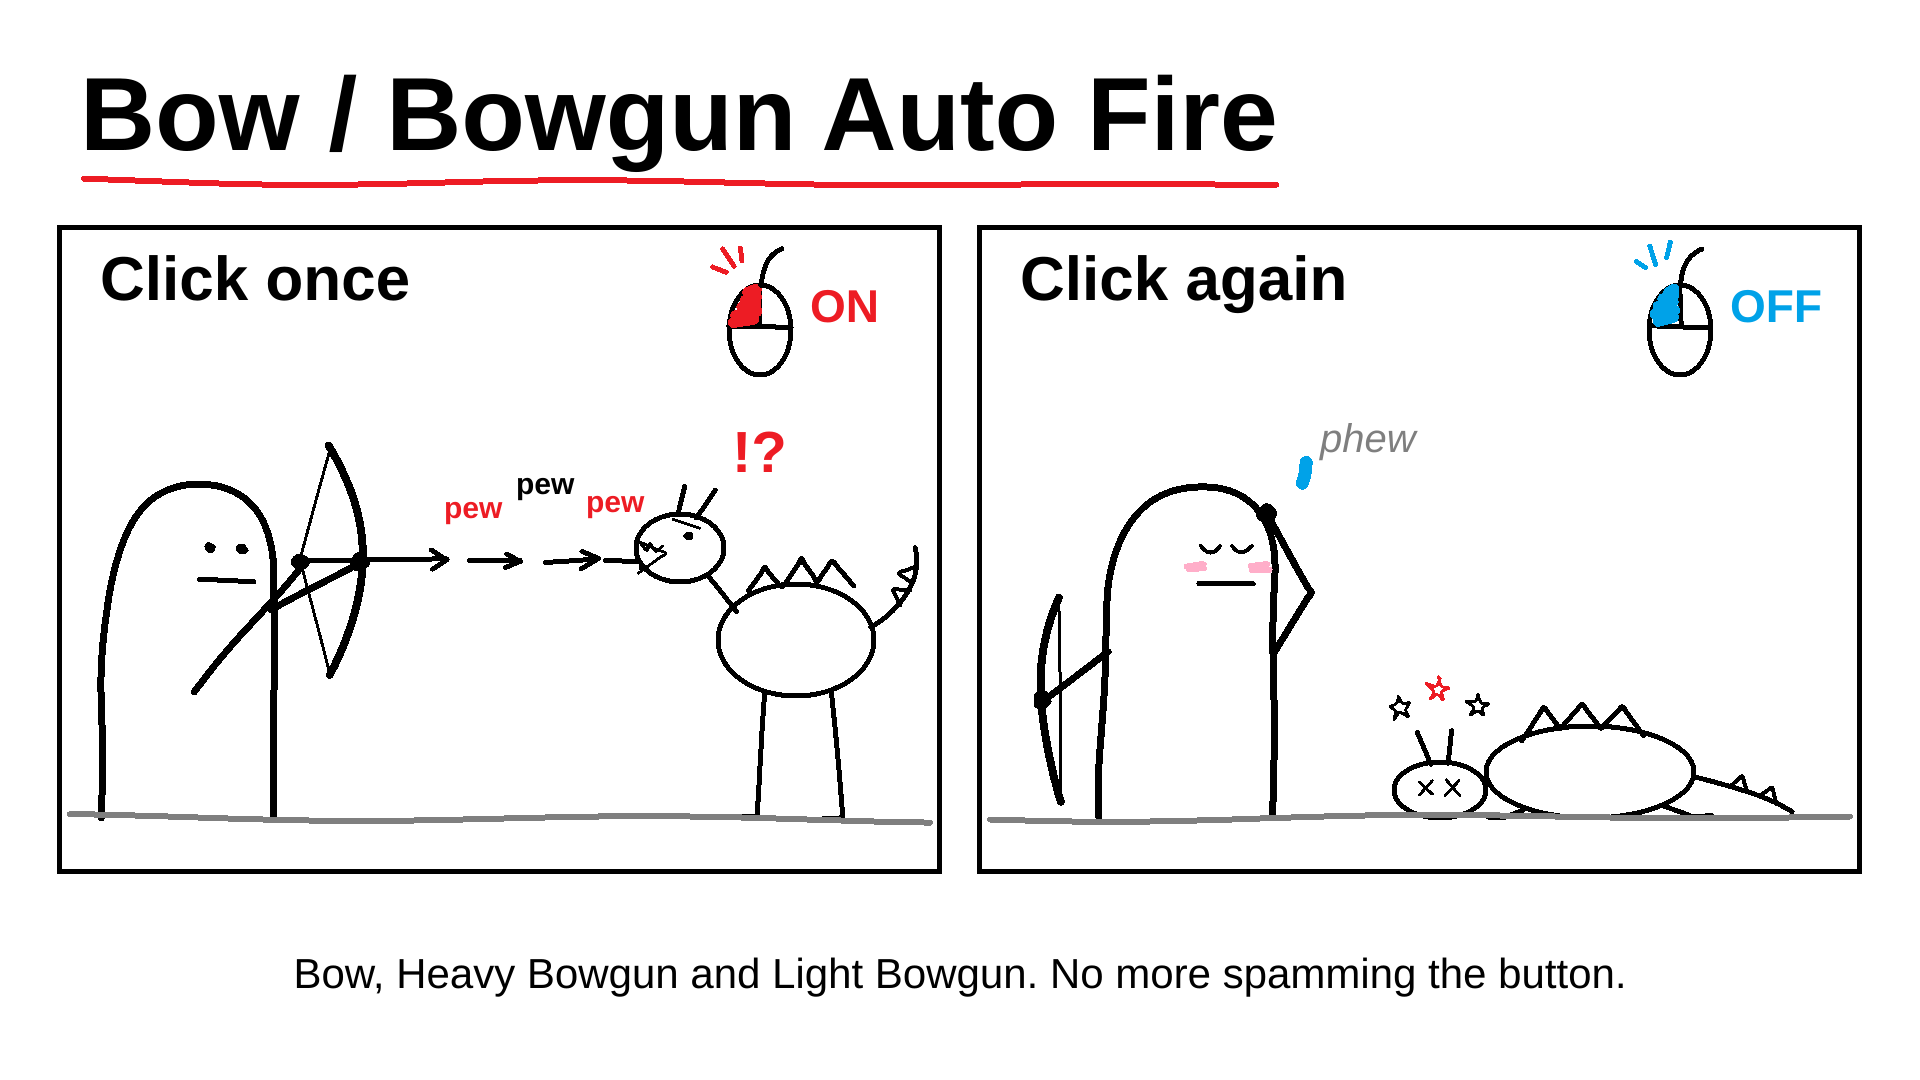 Bow / Bowgun Auto Fire
Click once
ON
!?
pew
pew
pew
Click again
OFF
phew
Bow, Heavy Bowgun and Light Bowgun. No more spamming the button.